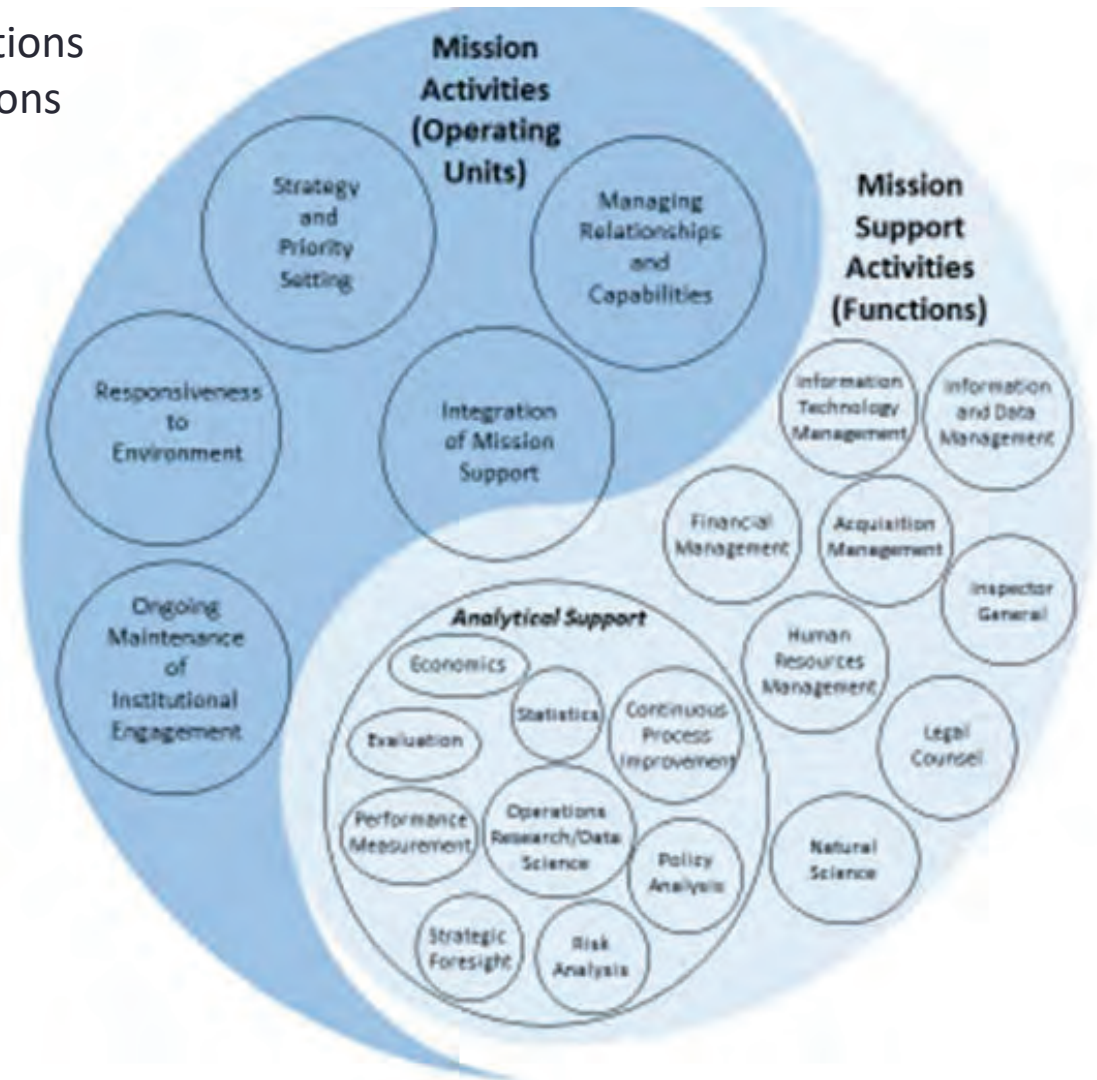 tions
ons
Mission
Activities
(Operating
Units)
Strategy
and
Priority
Setting
Managing
Relationships
and
Capabilities
Responsiveness
to
Environment
Integration
of Mission
Support
Ongoing
Maintenance
of
Institutional
Engagement
Mission
Support
Activities
(Functions)
Information
Technology
Management
Information
and Data
Management
Financial
Management
Acquisition
Management
Inspector
General
Human
Resources
Management
Legal
Counsel
Natural
Science
Analytical Support
Economics
Statistics
Continuous
Process
Improvement
Evaluation
Performance
Measurement
Operations
Research/Data
Science
Policy
Analysis
Strategic
Foresight
Risk
Analysis